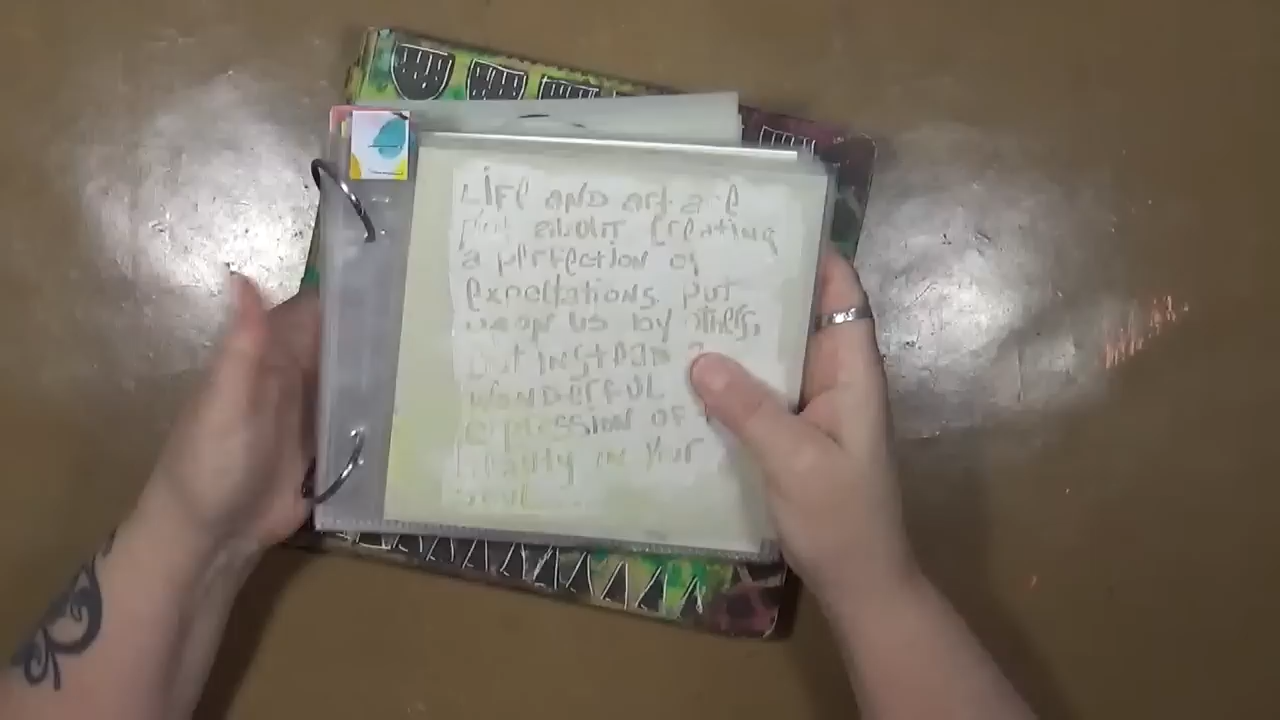 LiFe AND art are
not about creating
a perfection of
expectations put
upon us by others,
but instead a
WONDERFUL
expression of
beauty in your
soul...